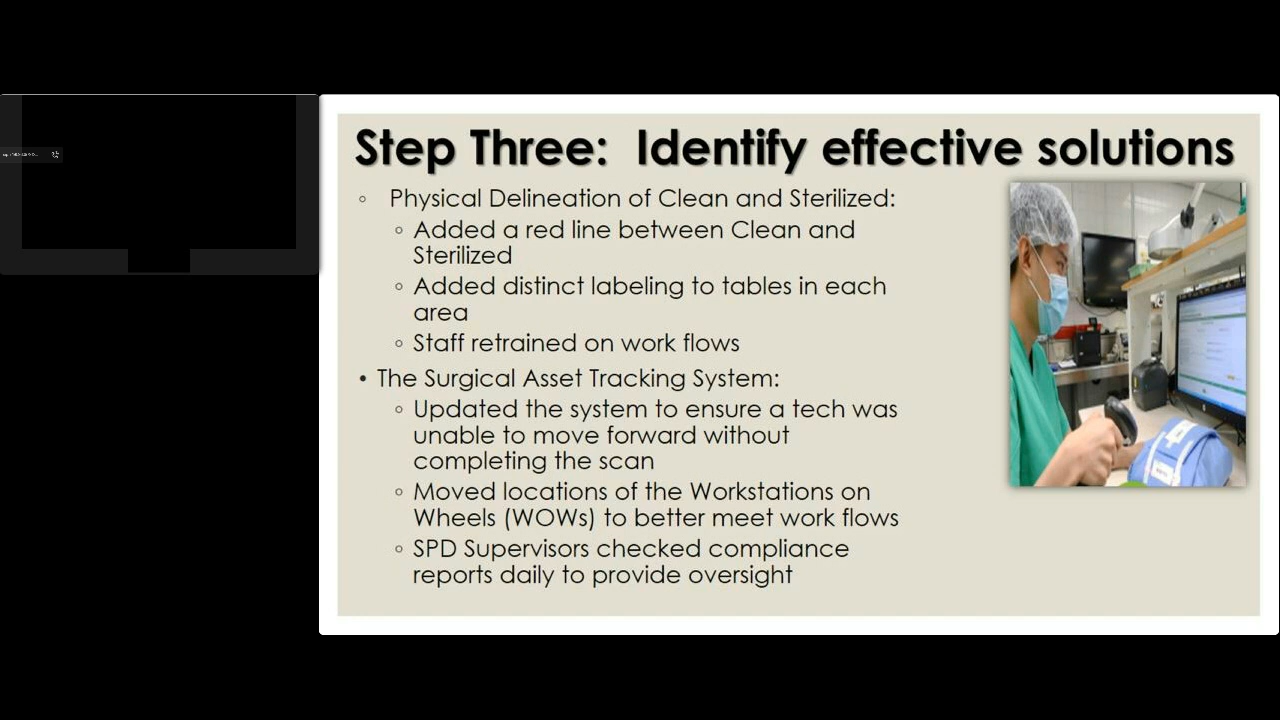 Step Three: Identify effective solutions
◦ Physical Delineation of Clean and Sterilized:
◦ Added a red line between Clean and
Sterilized
◦ Added distinct labeling to tables in each
area
◦ Staff retrained on work flows
• The Surgical Asset Tracking System:
◦ Updated the system to ensure a tech was
unable to move forward without
completing the scan
◦ Moved locations of the Workstations on
Wheels (WOWs) to better meet work flows
◦ SPD Supervisors checked compliance
reports daily to provide oversight